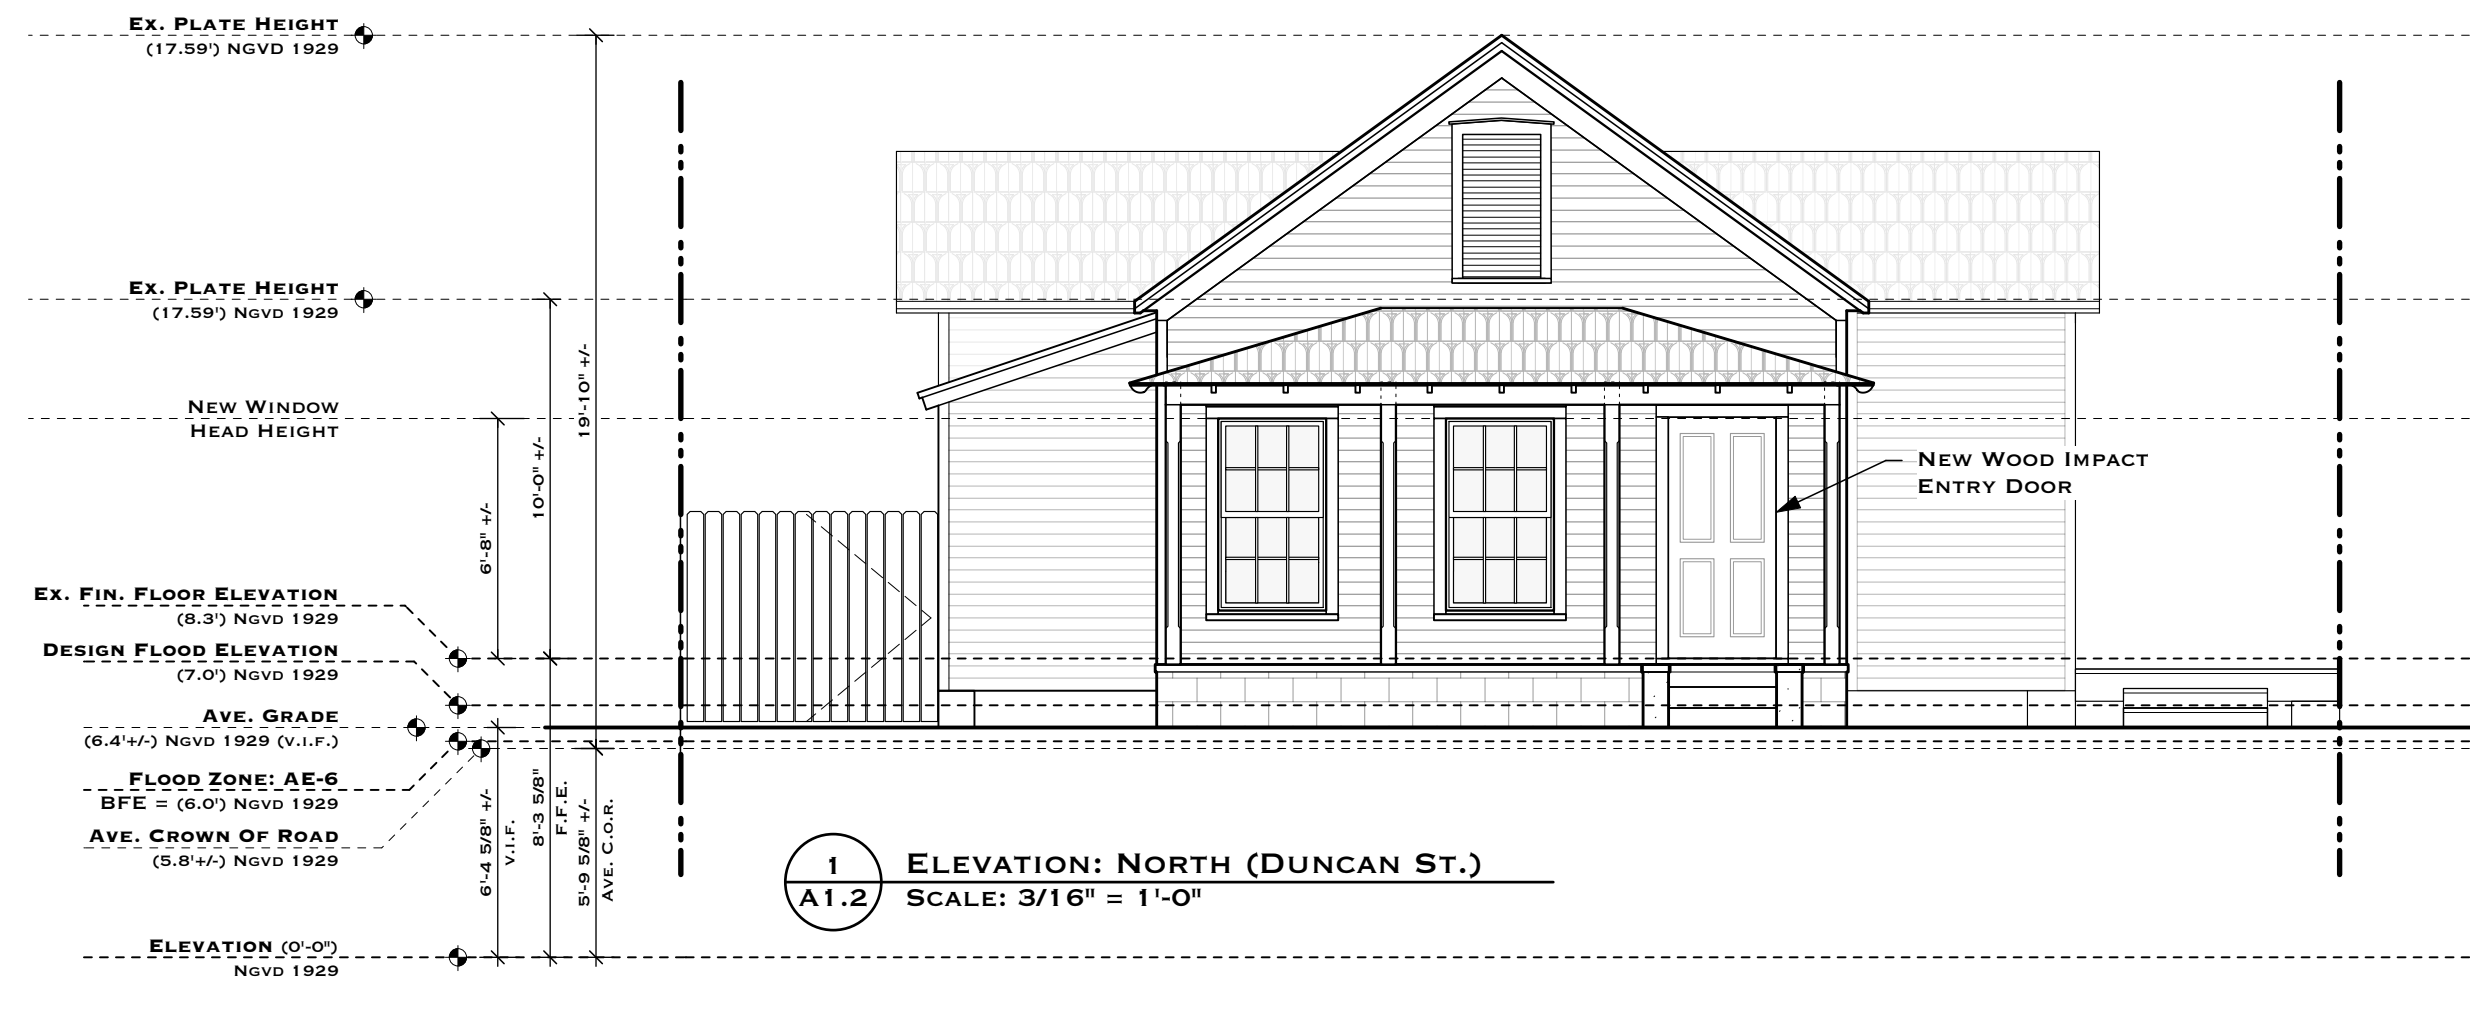 Ex. Plate Height
(17.59') NGVD 1929
Ex. Plate Height
(17.59') NGVD 1929
New Window
Head Height
Ex. Fin. Floor Elevation
(8.3') NGVD 1929
Design Flood Elevation
(7.0') NGVD 1929
Ave. Grade
(6.4'+/-) NGVD 1929 (V.I.F.)
Flood Zone: AE-6
BFE = (6.0') NGVD 1929
Ave. Crown Of Road
(5.8'+/-) NGVD 1929
Elevation (0'-0")
NGVD 1929
6'-8" +/-
10'-0" +/-
19'-10" +/-
6'-4 5/8" +/-
V.I.F.
8'-3 5/8"
F.F.E.
5'-9 5/8" +/-
Ave. C.O.R.
New Wood Impact
Entry Door
1
A1.2
Elevation: North (Duncan St.)
Scale: 3/16" = 1'-0"